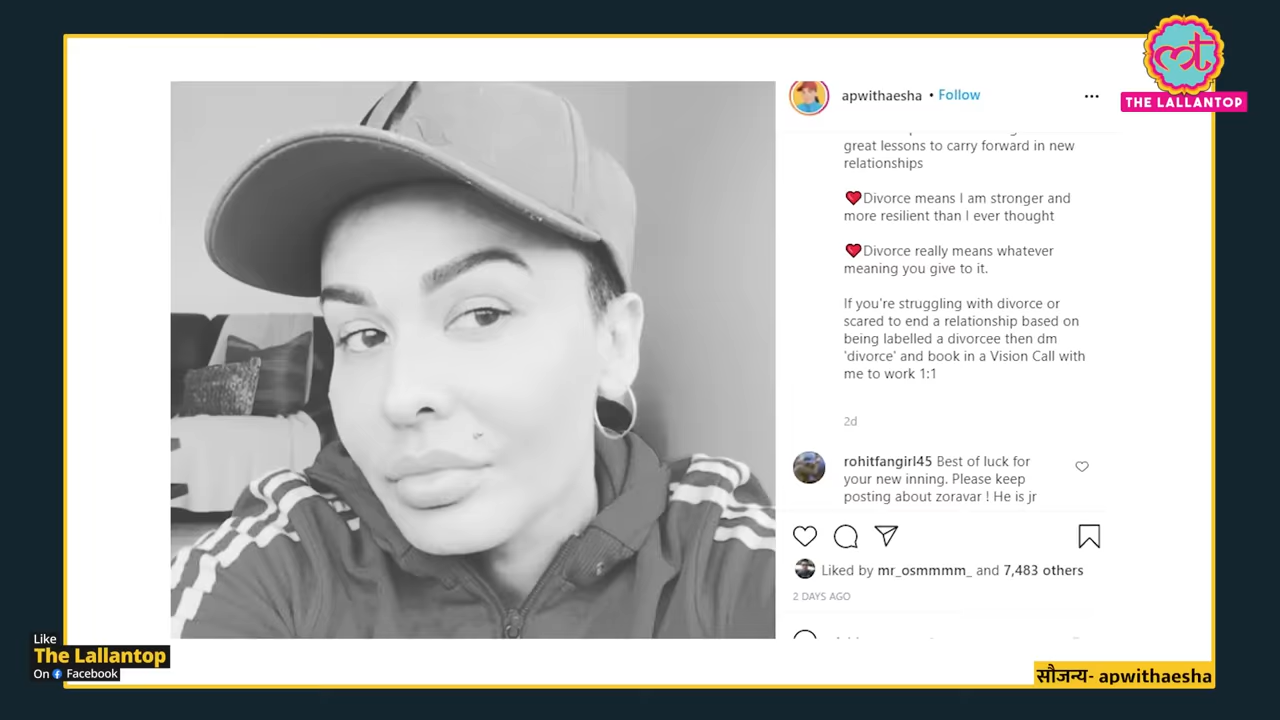 THE LALLANTOP
apwithaesha • Follow
great lessons to carry forward in new
relationships
❤️Divorce means I am stronger and
more resilient than I ever thought
❤️Divorce really means whatever
meaning you give to it.
If you're struggling with divorce or
scared to end a relationship based on
being labelled a divorcee then dm
'divorce' and book in a Vision Call with
me to work 1:1
2d
rohitfangirl45 Best of luck for
your new inning. Please keep
posting about zoravar ! He is jr
Liked by mr_osmmmm_ and 7,483 others
2 DAYS AGO
Like
The Lallantop
On Facebook
सौजन्य- apwithaesha